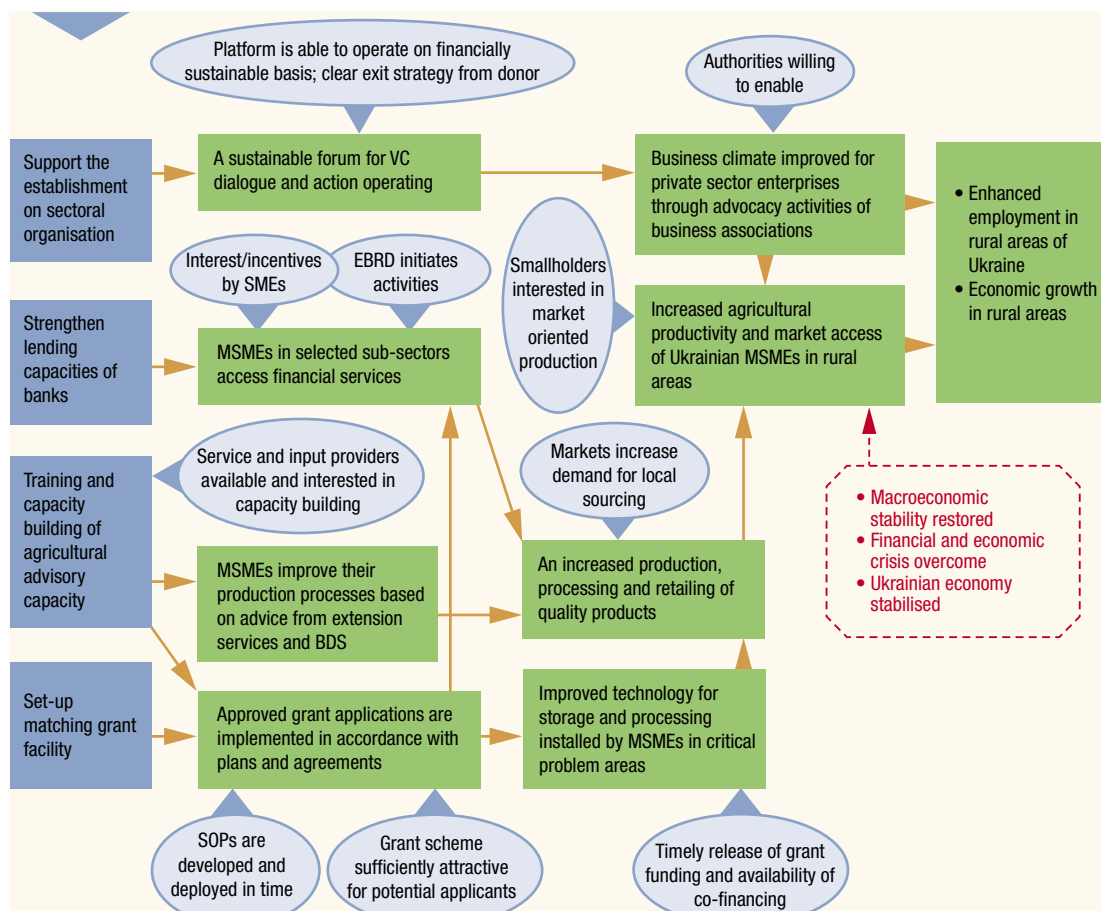 Platform is able to operate on financially
sustainable basis; clear exit strategy from donor
Authorities willing
to enable
Support the
establishment
on sectoral
organisation
A sustainable forum for VC
dialogue and action operating
Business climate improved for
private sector enterprises
through advocacy activities of
business associations
• Enhanced
employment in
rural areas of
Ukraine
• Economic growth
in rural areas
Interest/incentives
by SMEs
EBRD initiates
activities
Smallholders
interested in
market
oriented
production
Strengthen
lending
capacities of
banks
MSMEs in selected sub-sectors
access financial services
Increased agricultural
productivity and market access
of Ukrainian MSMEs in rural
areas
Service and input providers
available and interested in
capacity building
Markets increase
demand for local
sourcing
Training and
capacity
building of
agricultural
advisory
capacity
MSMEs improve their
production processes based
on advice from extension
services and BDS
An increased production,
processing and retailing of
quality products
• Macroeconomic
stability restored
• Financial and economic
crisis overcome
• Ukrainian economy
stabilised
Set-up
matching grant
facility
Approved grant applications are
implemented in accordance with
plans and agreements
Improved technology for
storage and processing
installed by MSMEs in critical
problem areas
SOPs are
developed and
deployed in time
Grant scheme
sufficiently attractive
for potential applicants
Timely release of grant
funding and availability of
co-financing